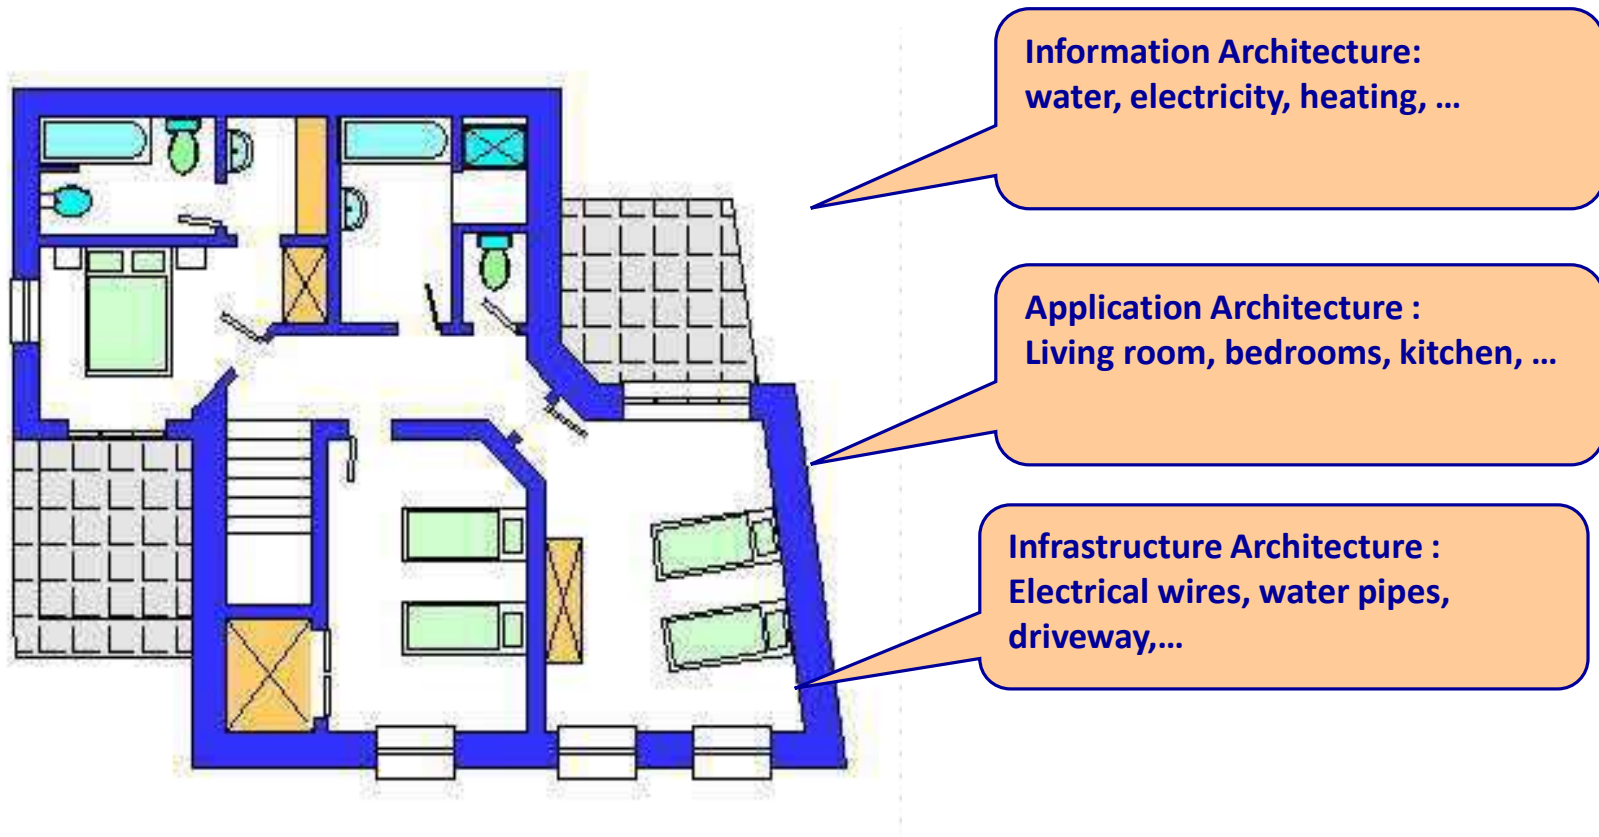 Information Architecture:
water, electricity, heating, ...
Application Architecture :
Living room, bedrooms, kitchen, ...
Infrastructure Architecture :
Electrical wires, water pipes,
driveway,...